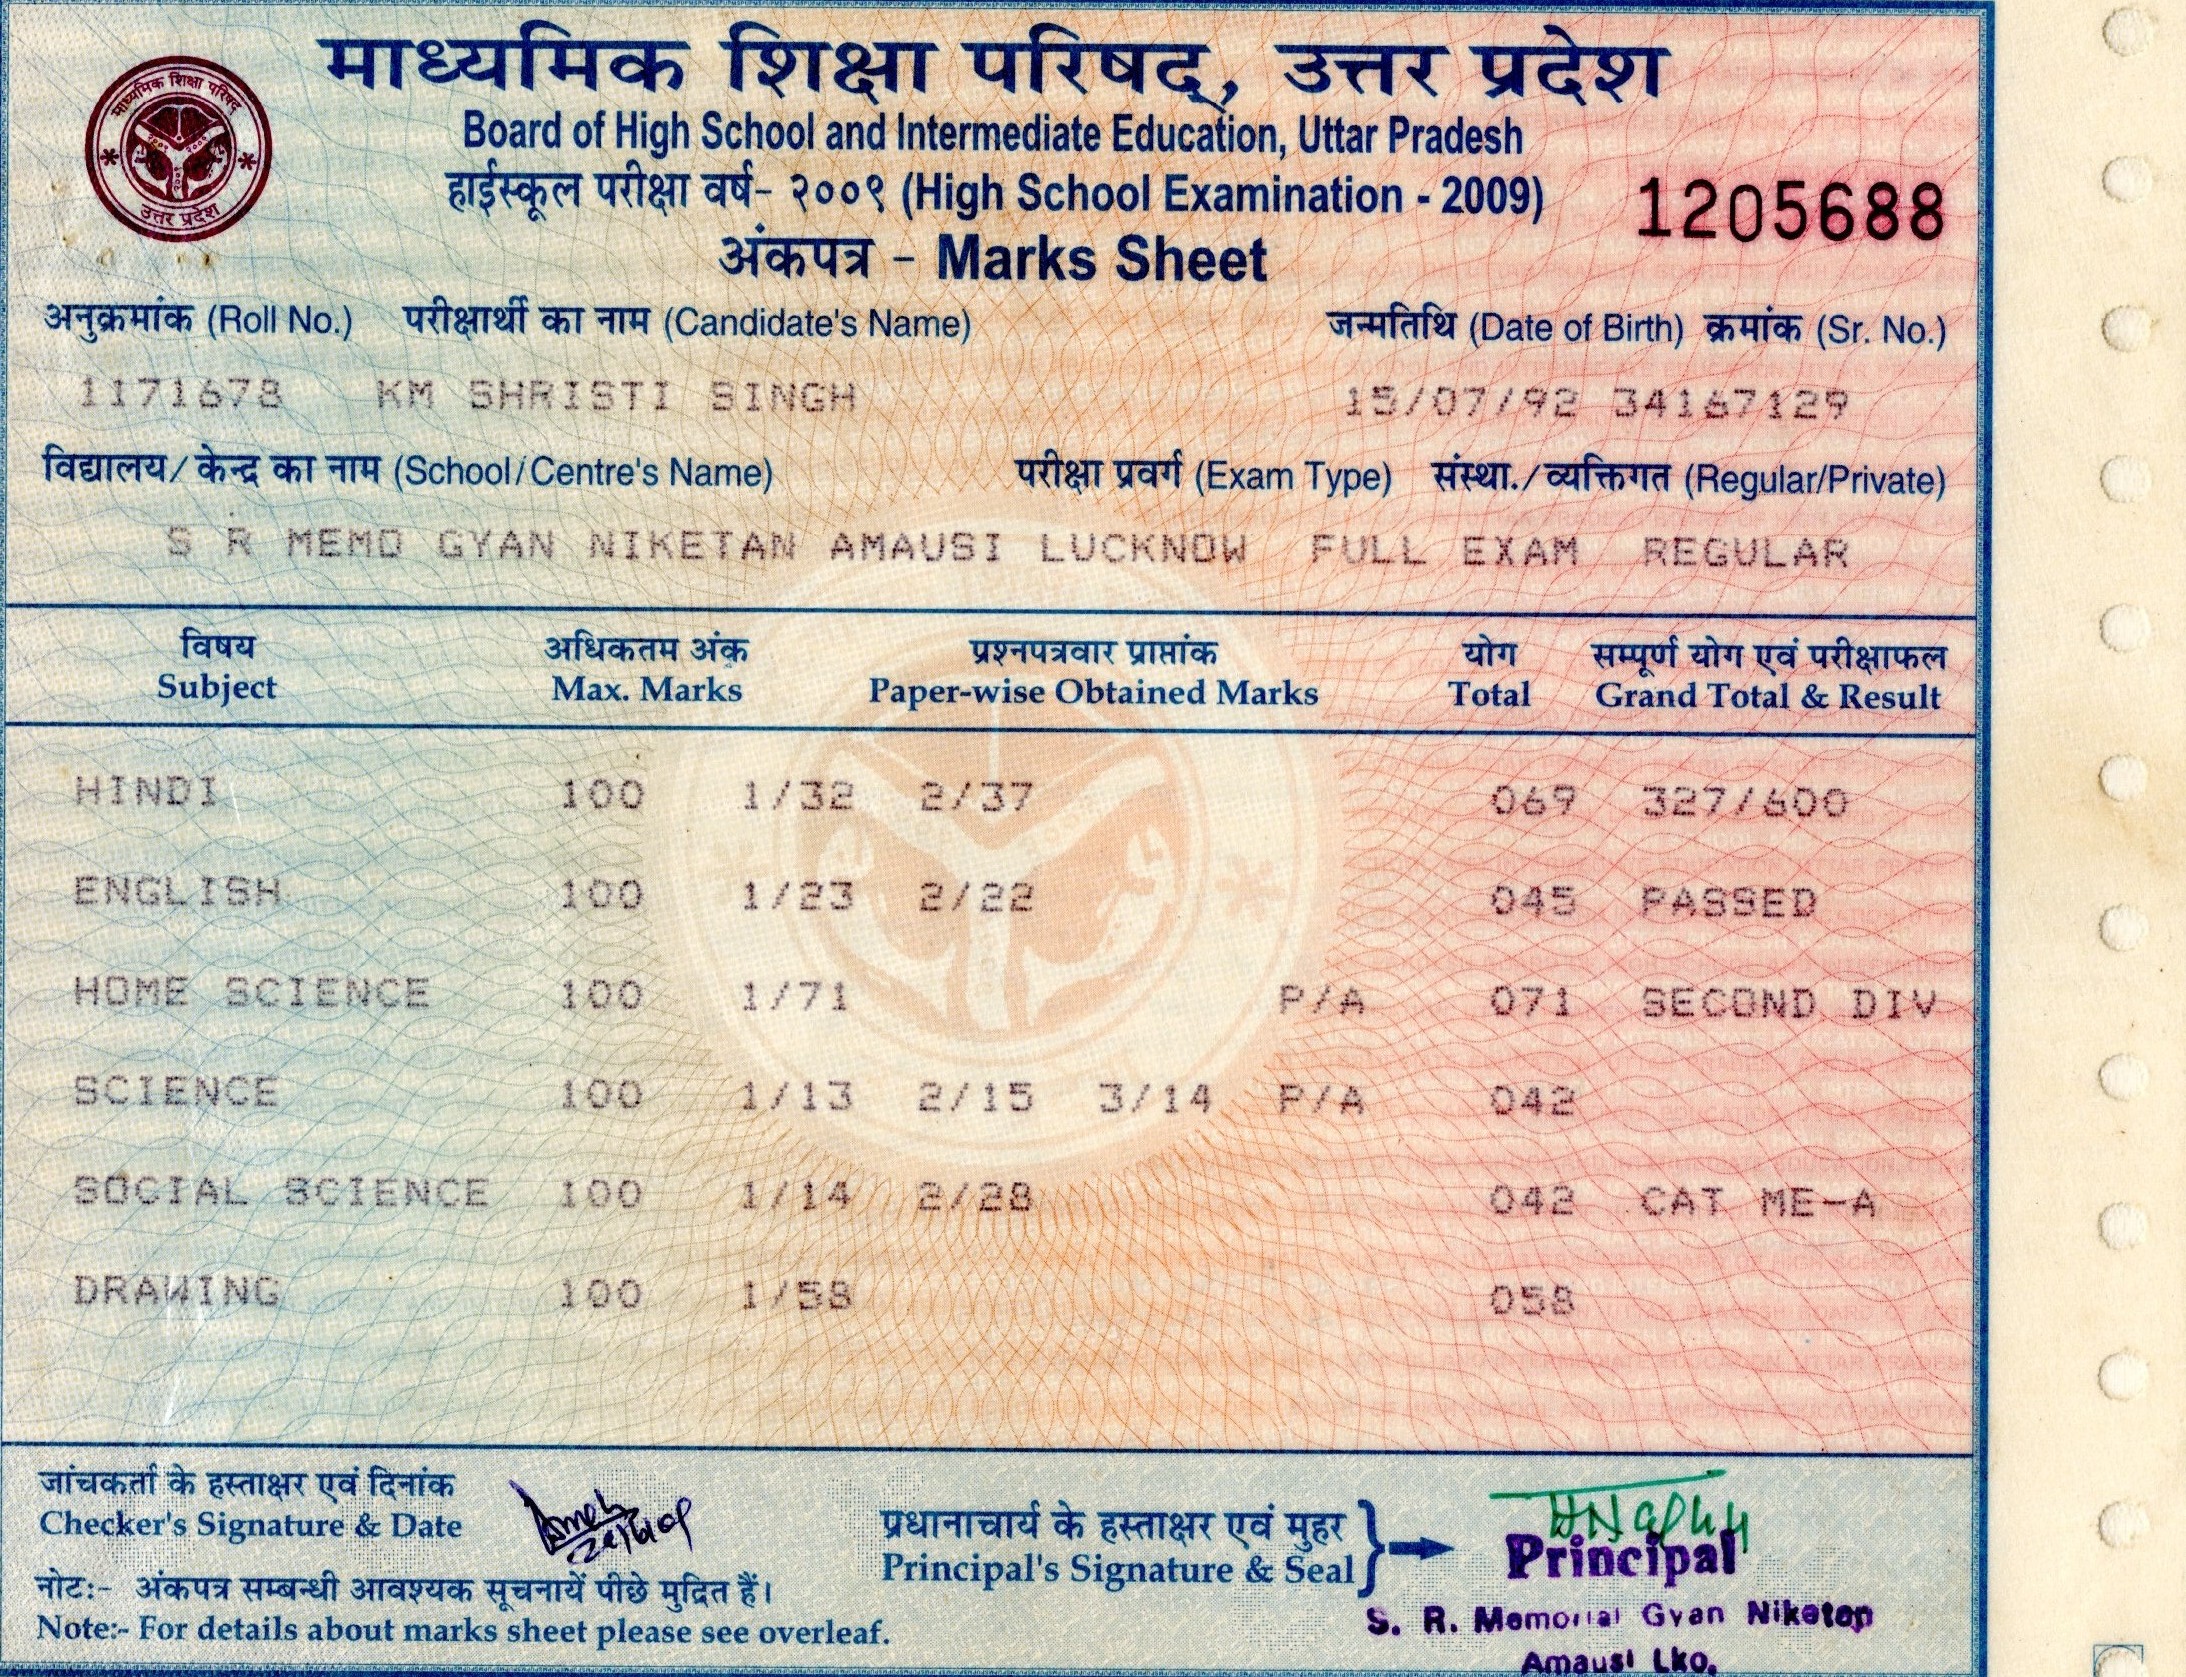 माध्यमिक शिक्षा परिषद्, उत्तर प्रदेश
माध्यमिक शिक्षा परिषद
उत्तर प्रदेश
Board of High School and Intermediate Education, Uttar Pradesh
हाईस्कूल परीक्षा वर्ष- २००९ (High School Examination - 2009) 1205688
अंकपत्र - Marks Sheet
अनुक्रमांक (Roll No.) परीक्षार्थी का नाम (Candidate's Name) जन्मतिथि (Date of Birth) क्रमांक (Sr. No.)
1171678 KM SHRISTI SINGH 15/07/92 34167129
विद्यालय/ केन्द्र का नाम (School/Centre's Name) परीक्षा प्रवर्ग (Exam Type) संस्था./व्यक्तिगत (Regular/Private)
S R MEMO GYAN NIKETAN AMAUSI LUCKNOW FULL EXAM REGULAR
विषय अधिकतम अंक प्रश्नपत्रवार प्राप्तांक योग सम्पूर्ण योग एवं परीक्षाफल
Subject Max. Marks Paper-wise Obtained Marks Total Grand Total & Result
HINDI 100 1/32 2/37 069 327/600
ENGLISH 100 1/23 2/22 045 PASSED
HOME SCIENCE 100 1/71 P/A 071 SECOND DIV
SCIENCE 100 1/13 2/15 3/14 P/A 042
SOCIAL SCIENCE 100 1/14 2/28 042 CAT ME-A
DRAWING 100 1/58 058
जांचकर्ता के हस्ताक्षर एवं दिनांक
Checker's Signature & Date
प्रधानाचार्य के हस्ताक्षर एवं मुहर
Principal's Signature & Seal
Principal
S. R. Memorial Gyan Niketan
Amausi Lko.
नोट:- अंकपत्र सम्बन्धी आवश्यक सूचनायें पीछे मुद्रित हैं।
Note:- For details about marks sheet please see overleaf.